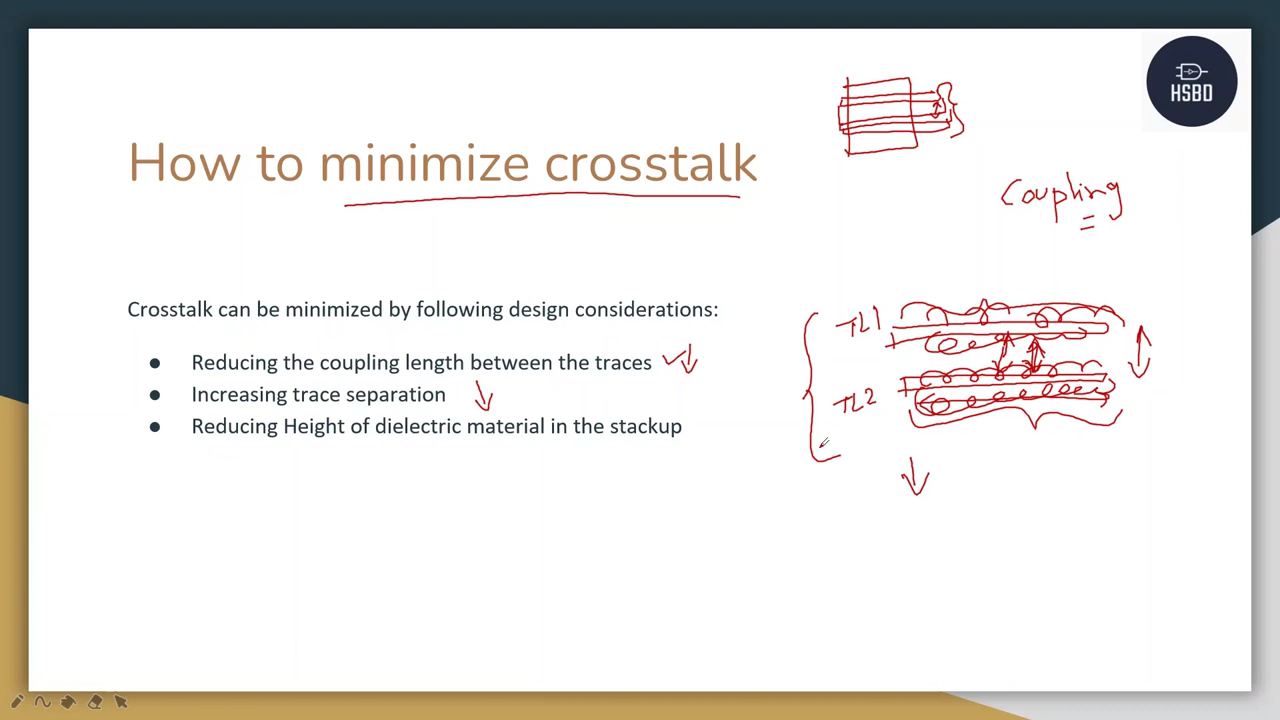 HSBD
How to minimize crosstalk
Coupling
Crosstalk can be minimized by following design considerations:
● Reducing the coupling length between the traces
● Increasing trace separation
● Reducing Height of dielectric material in the stackup
TL1
TL2